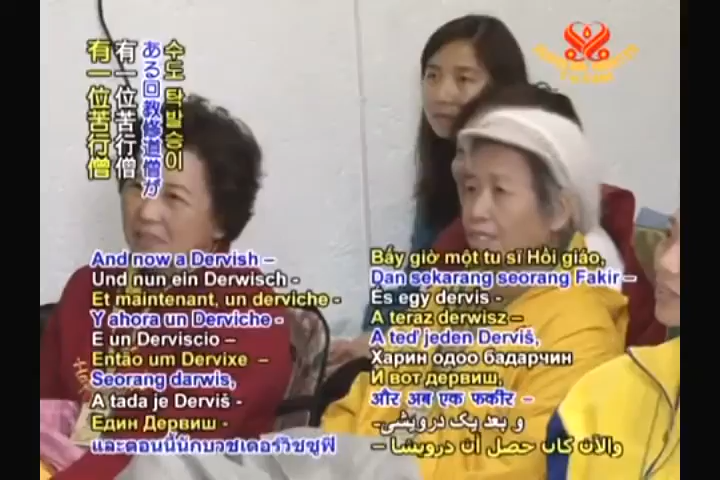 수도 탁발승이
ある回教修道僧が
有一位苦行僧
有一位苦行僧
And now a Dervish –
Und nun ein Derwisch -
Et maintenant, un derviche -
Y ahora un Derviche -
E un Derviscio –
Então um Dervixe –
Seorang darwis,
A tada je Derviš -
Един Дервиш -
และตอนนี้นักบวชเดอร์วิชซูฟี
Bấy giờ một tu sĩ Hồi giáo,
Dan sekarang seorang Fakir –
És egy dervis -
A teraz derwisz –
A teď jeden Derviš,
Харин одоо бадарчин
И вот дервиш,
और अब एक फकीर –
و بعد یک درویشی-
والآن كان حصل أن درويشا –